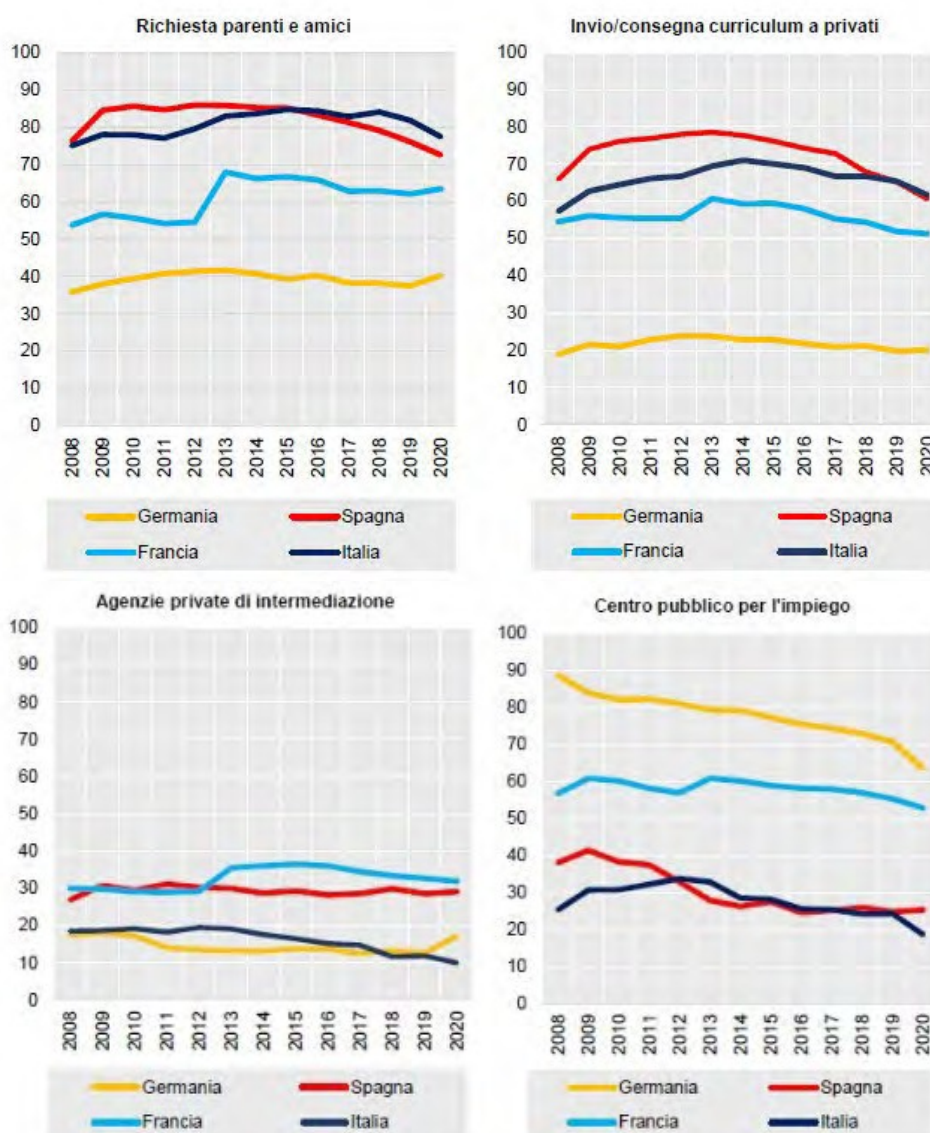 Richiesta parenti e amici
100
90
80
70
60
50
40
30
20
10
0
2008 2009 2010 2011 2012 2013 2014 2015 2016 2017 2018 2019 2020
Germania Spagna
Francia Italia
Invio/consegna curriculum a privati
100
90
80
70
60
50
40
30
20
10
0
2008 2009 2010 2011 2012 2013 2014 2015 2016 2017 2018 2019 2020
Germania Spagna
Francia Italia
Agenzie private di intermediazione
100
90
80
70
60
50
40
30
20
10
0
2008 2009 2010 2011 2012 2013 2014 2015 2016 2017 2018 2019 2020
Germania Spagna
Francia Italia
Centro pubblico per l'impiego
100
90
80
70
60
50
40
30
20
10
0
2008 2009 2010 2011 2012 2013 2014 2015 2016 2017 2018 2019 2020
Germania Spagna
Francia Italia